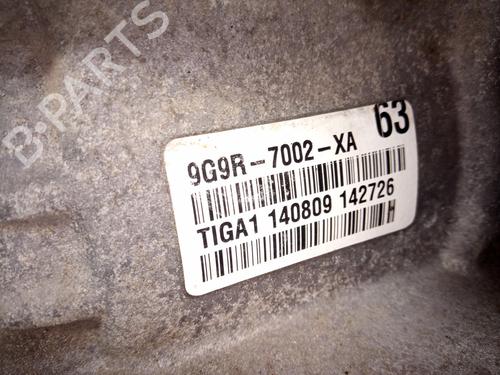 B-PARTS
63
9G9R-7002-XA
TIGA1 140809 142726
H